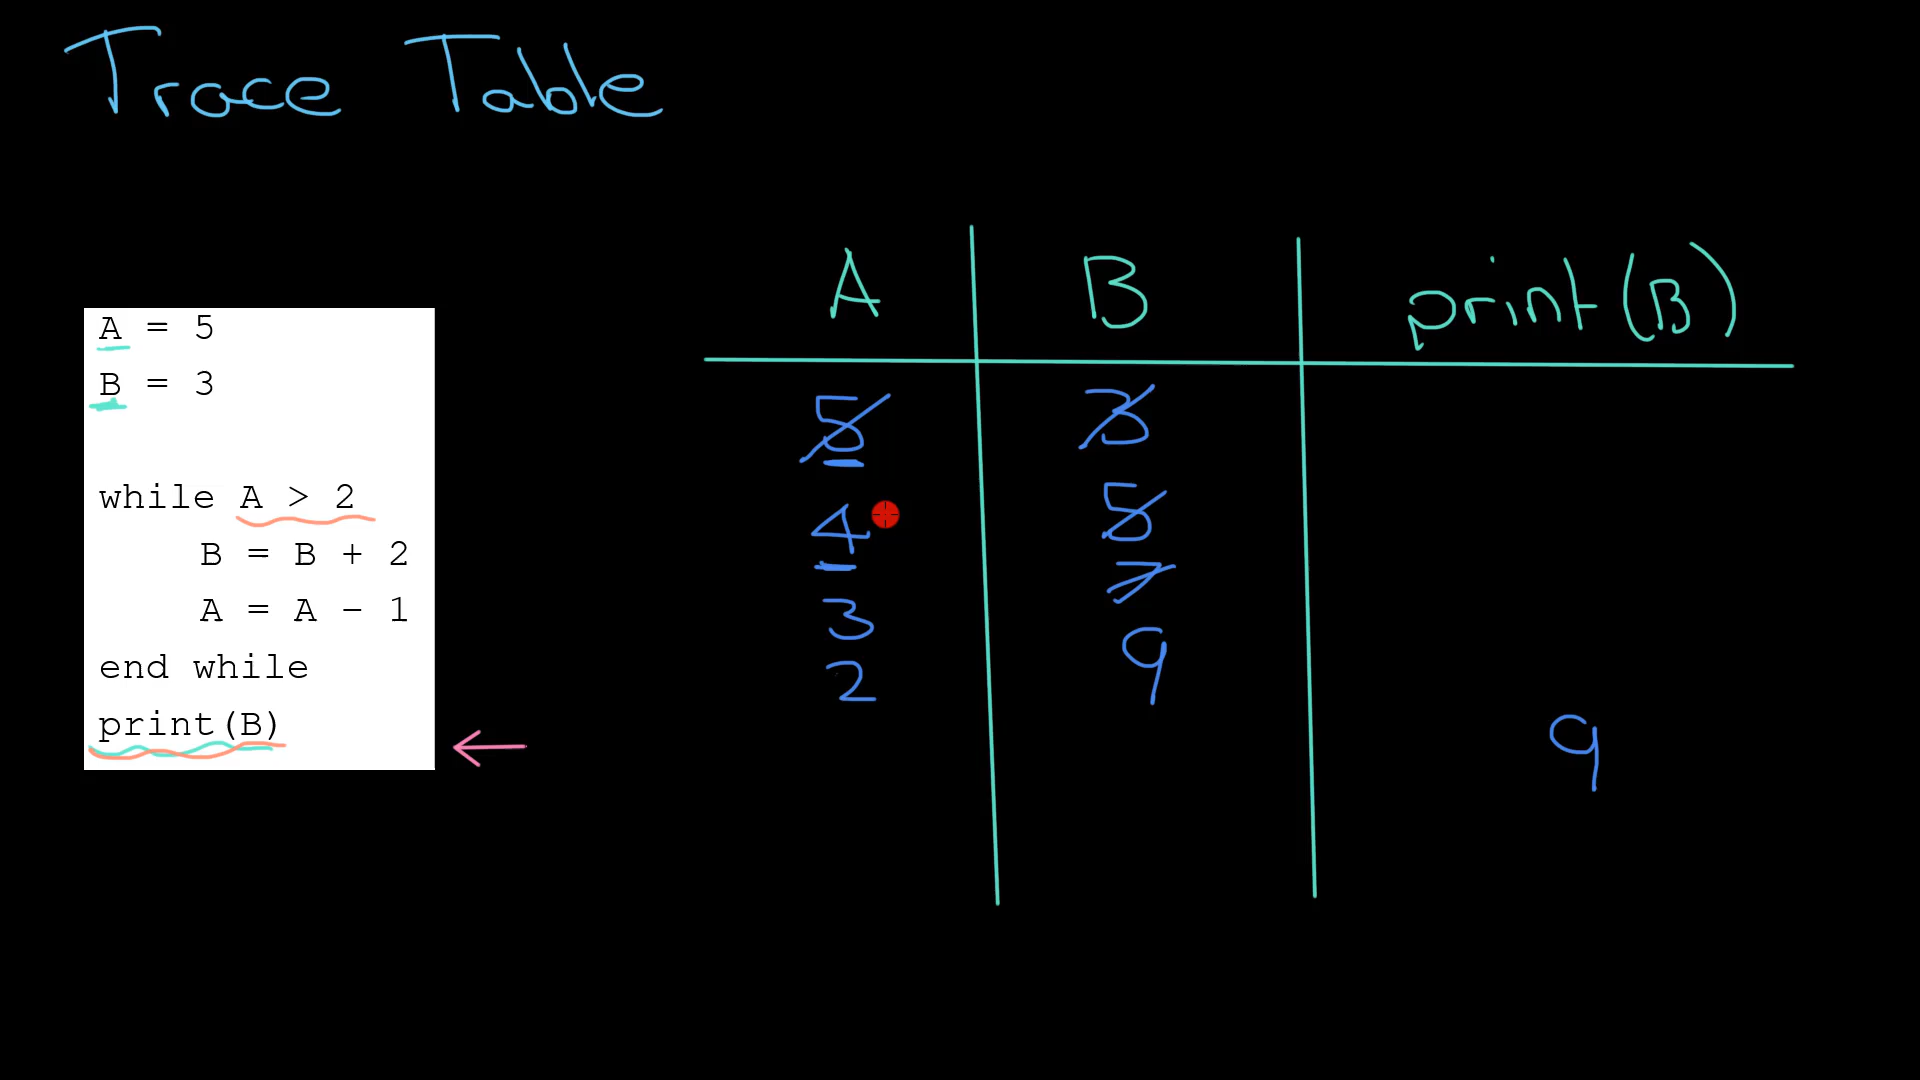 Trace Table
A = 5
B = 3
while A > 2
B = B + 2
A = A - 1
end while
print(B)
A B print(B)
5 3
4 5
3 7
2 9
9